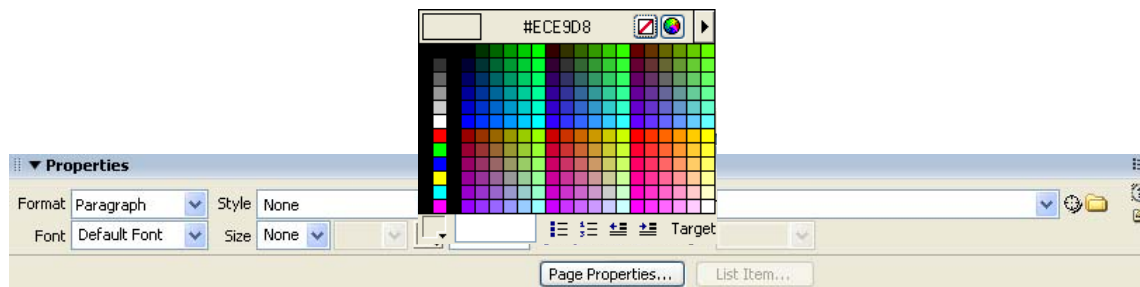 #ECE9D8
Properties
Format Paragraph Style None
Font Default Font Size None Target
Page Properties... List Item...